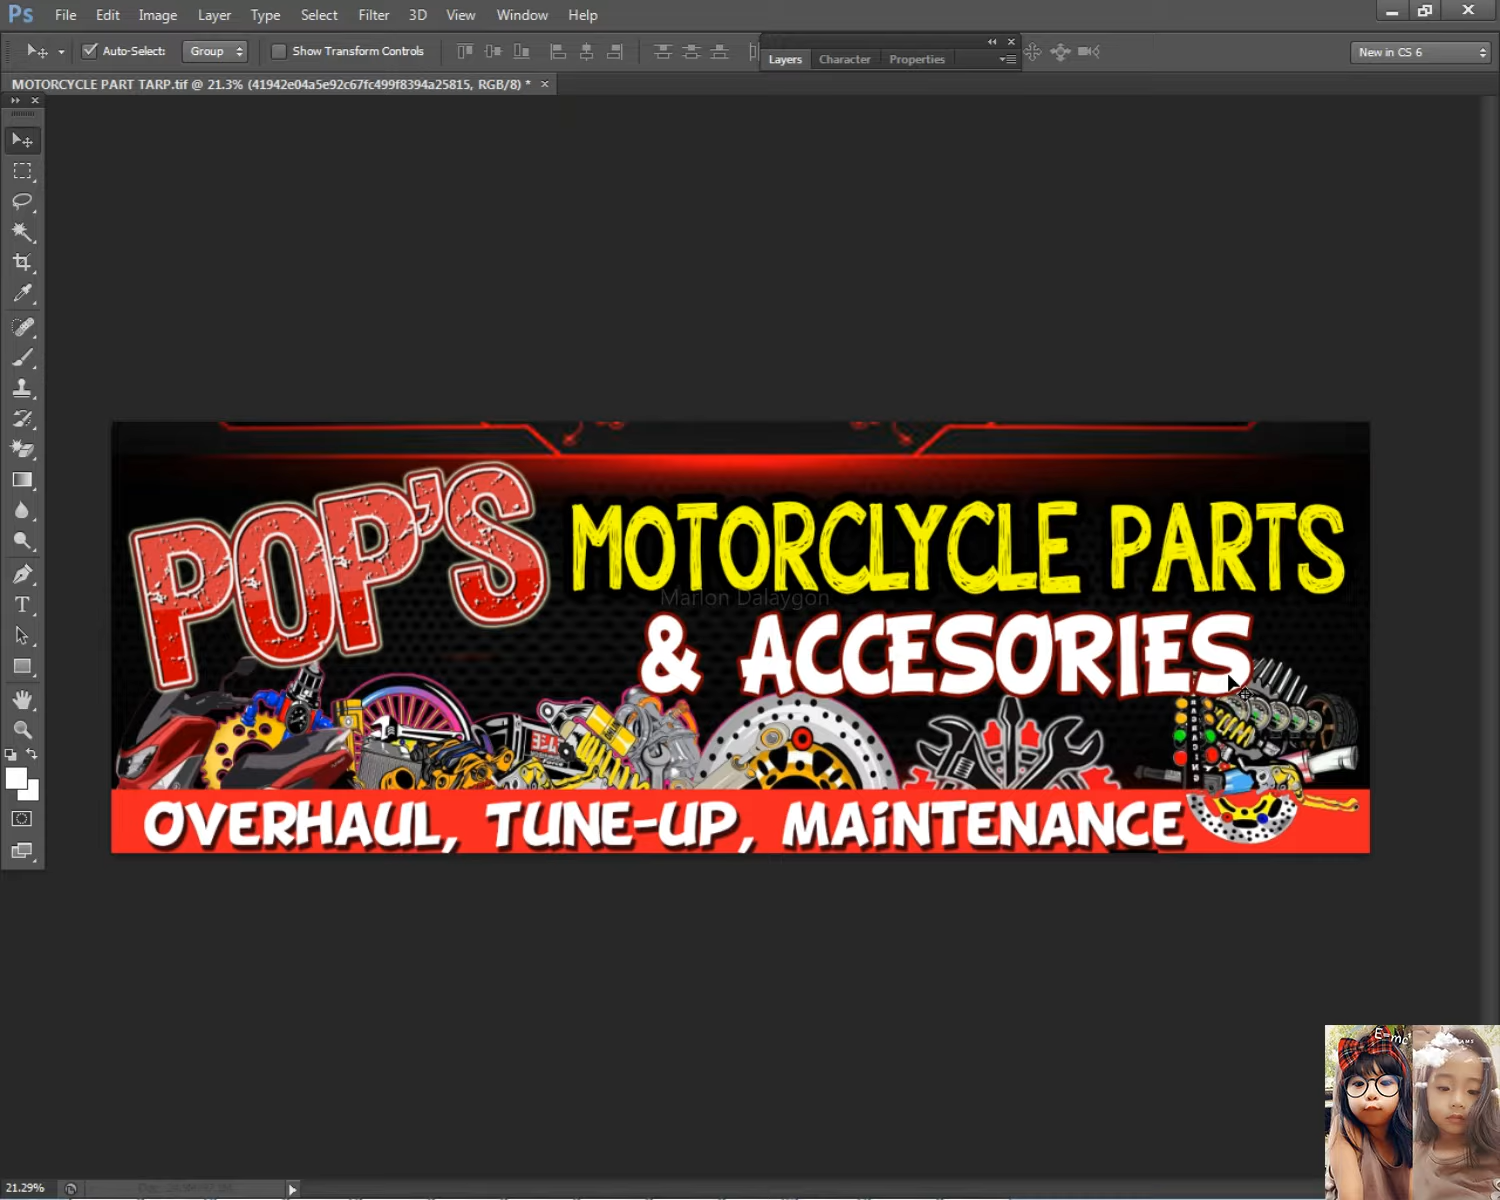 Ps File Edit Image Layer Type Select Filter 3D View Window Help
Auto-Select: Group Show Transform Controls
Layers Character Properties
New in CS 6
MOTORCYCLE PART TARP.tif @ 21.3% (41942e04a5e92c67fc499f8394a25815, RGB/8) *
POP'S
MOTORCLYCLE PARTS
Marlon Dalaygon
& ACCESORIES
OVERHAUL, TUNE-UP, MAiNTENANCE
21.29%